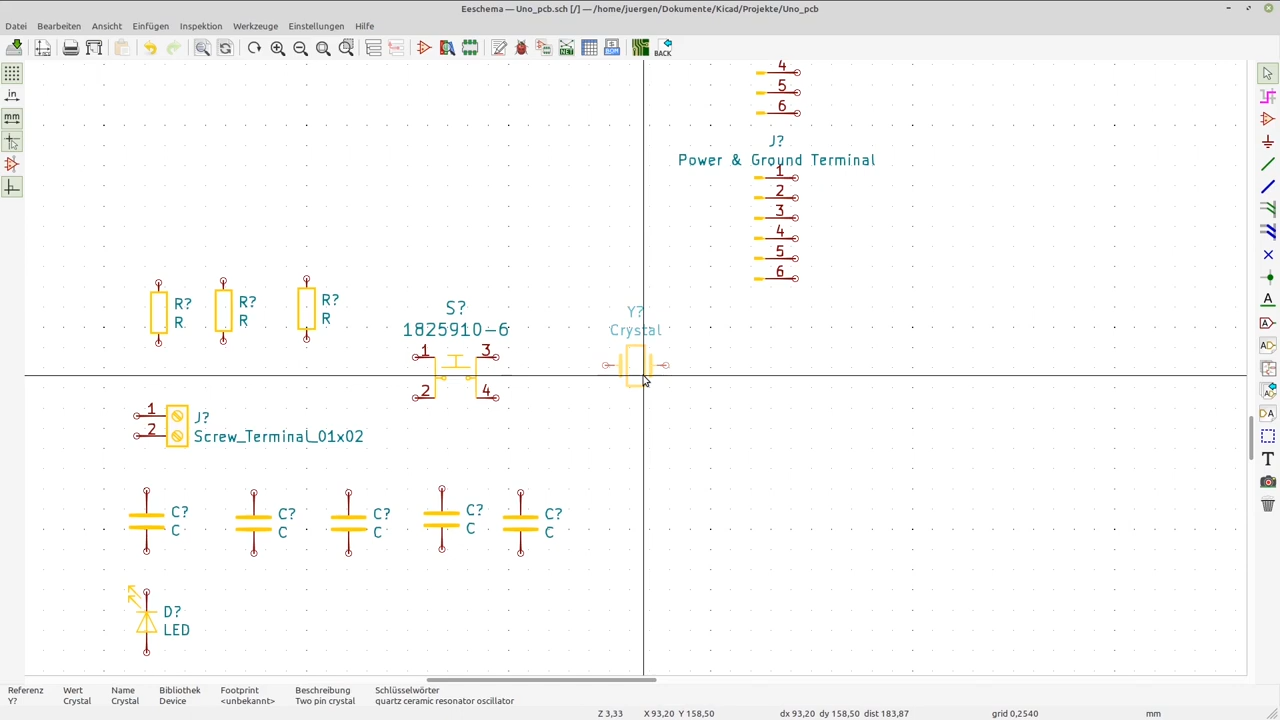 Eeschema — Uno_pcb.sch [/] — /home/juergen/Dokumente/Kicad/Projekte/Uno_pcb
Datei Bearbeiten Ansicht Einfügen Inspektion Werkzeuge Einstellungen Hilfe
NET BOM BACK
in
mm
4
5
6
J?
Power & Ground Terminal
1
2
3
4
5
6
R?
R
R?
R
R?
R
S?
1825910-6
1 3
2 4
Y?
Crystal
1
2
J?
Screw_Terminal_01x02
C?
C
C?
C
C?
C
C?
C
C?
C
D?
LED
A
T
Referenz Wert Name Bibliothek Footprint Beschreibung Schlüsselwörter
Y? Crystal Crystal Device <unbekannt> Two pin crystal quartz ceramic resonator oscillator
Z 3,33 X 93,20 Y 158,50 dx 93,20 dy 158,50 dist 183,87 grid 0,2540 mm